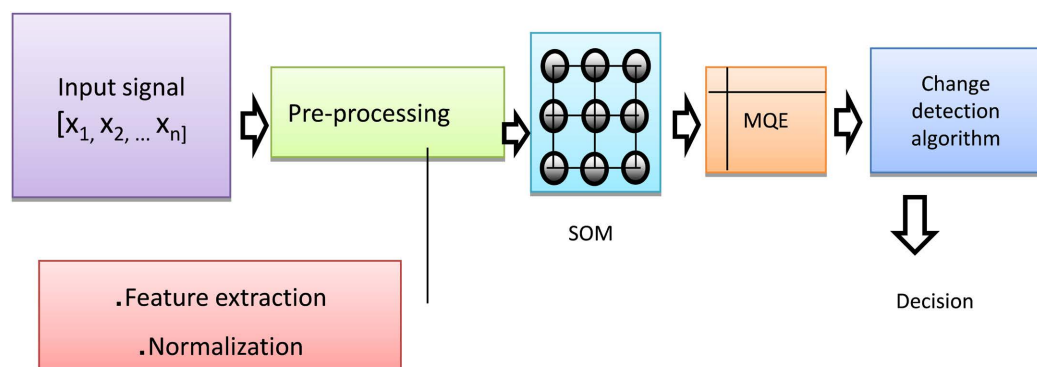 Input signal
[x₁, x₂, ... xₙ]
Pre-processing
SOM
MQE
Change
detection
algorithm
Decision
.Feature extraction
.Normalization